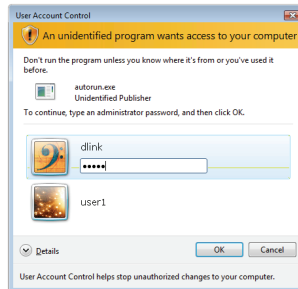 User Account Control
An unidentified program wants access to your computer
Don't run the program unless you know where it's from or you've used it
before.
autorun.exe
Unidentified Publisher
To continue, type an administrator password, and then click OK.
dlink
•••••
user1
Details
OK Cancel
User Account Control helps stop unauthorized changes to your computer.